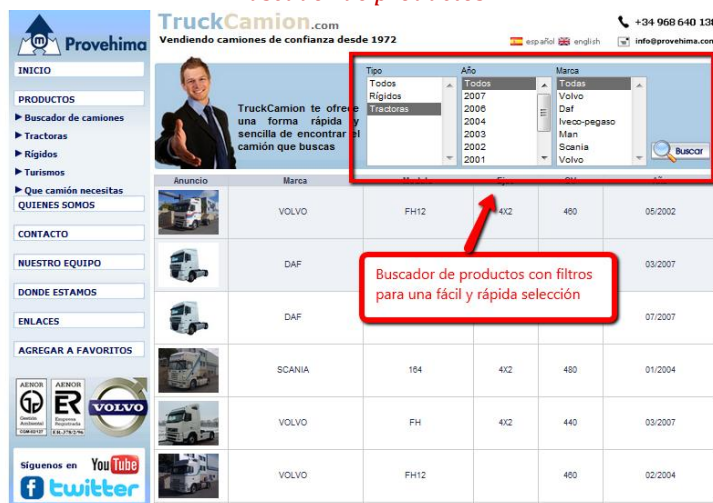 TruckCamion.com
Vendiendo camiones de confianza desde 1972
español english
+34 968 640 13
info@provehima.com
Provehima
INICIO
PRODUCTOS
Buscador de camiones
Tractoras
Rígidos
Turismos
Que camión necesitas
QUIENES SOMOS
CONTACTO
NUESTRO EQUIPO
DONDE ESTAMOS
ENLACES
AGREGAR A FAVORITOS
AENOR AENOR
Gestión Ambiental
Empresa Registrada
ER
VOLVO
Síguenos en YouTube
f twitter
TruckCamion te ofrece
una forma rápida y
sencilla de encontrar el
camión que buscas
Tipo
Todos
Rígidos
Tractoras
Año
Todos
2007
2006
2004
2003
2002
2001
Marca
Todas
Volvo
Daf
Iveco-pegaso
Man
Scania
Volvo
Buscar
Anuncio Marca
VOLVO FH12 4X2 460 05/2002
DAF 03/2007
DAF 07/2007
SCANIA 164 4X2 480 01/2004
VOLVO FH 4X2 440 03/2007
VOLVO FH12 460 02/2004
Buscador de productos con filtros
para una fácil y rápida selección